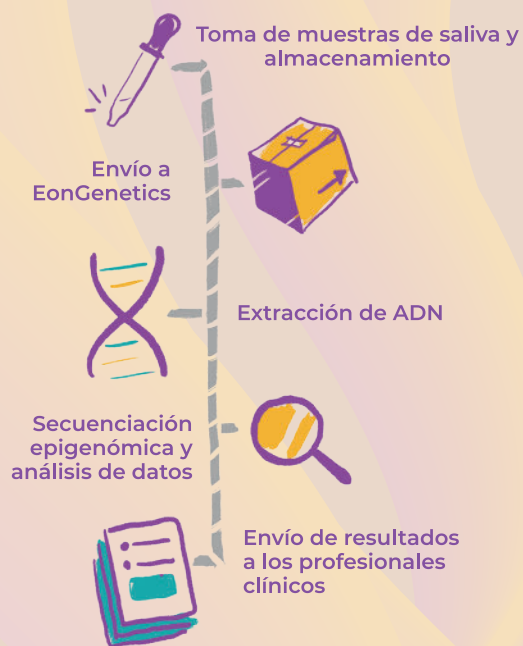 Toma de muestras de saliva y
almacenamiento
Envío a
EonGenetics
Extracción de ADN
Secuenciación
epigenómica y
análisis de datos
Envío de resultados
a los profesionales
clínicos